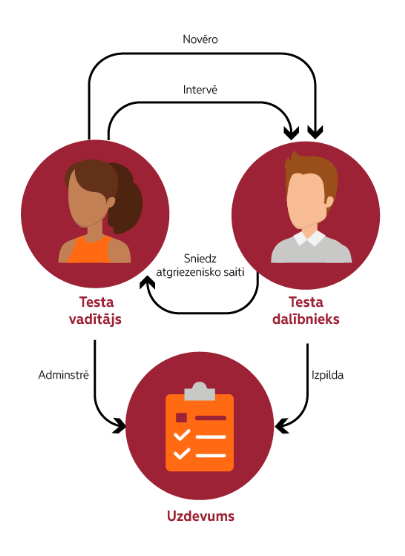 Novēro
Intervē
Sniedz
atgriezenisko saiti
Testa
vadītājs
Testa
dalībnieks
Adminstrē
Izpilda
Uzdevums